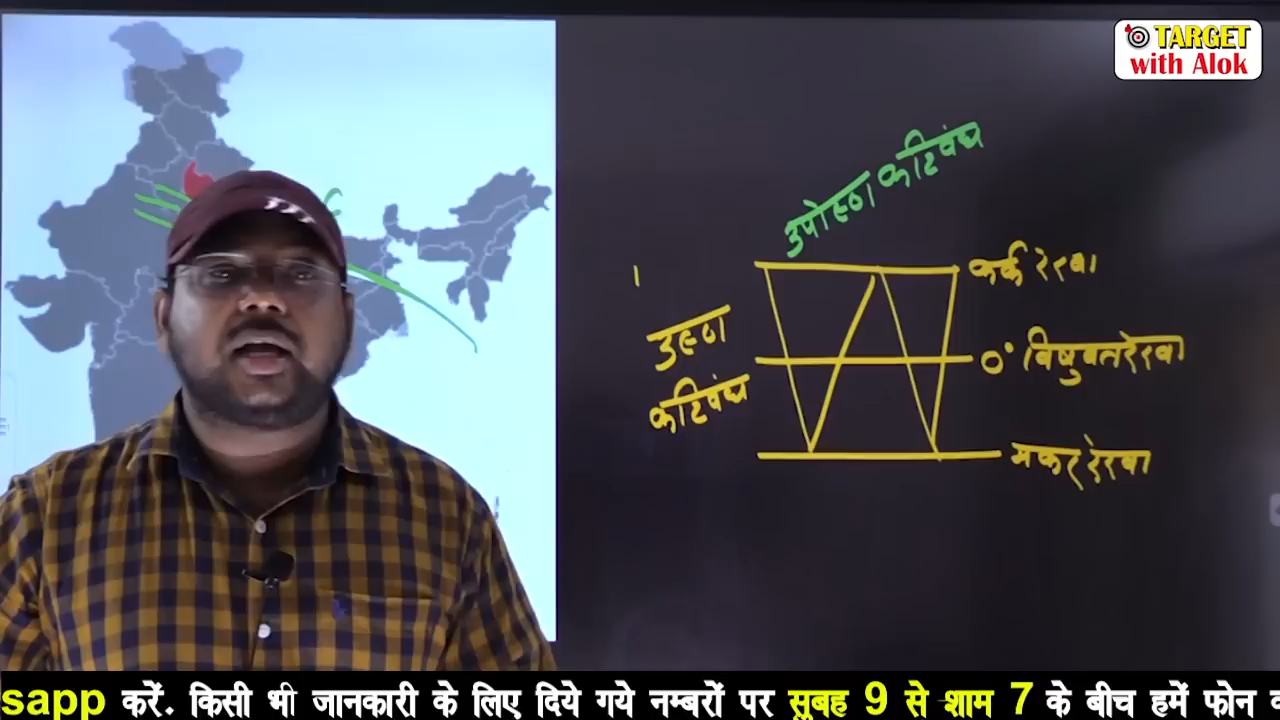 TARGET
with Alok
उपोष्ण कटिबंध
कर्क रेखा
उष्ण
कटिबंध
0° विषुवत रेखा
मकर रेखा
sapp करें. किसी भी जानकारी के लिए दिये गये नम्बरों पर सुबह 9 से शाम 7 के बीच हमें फोन